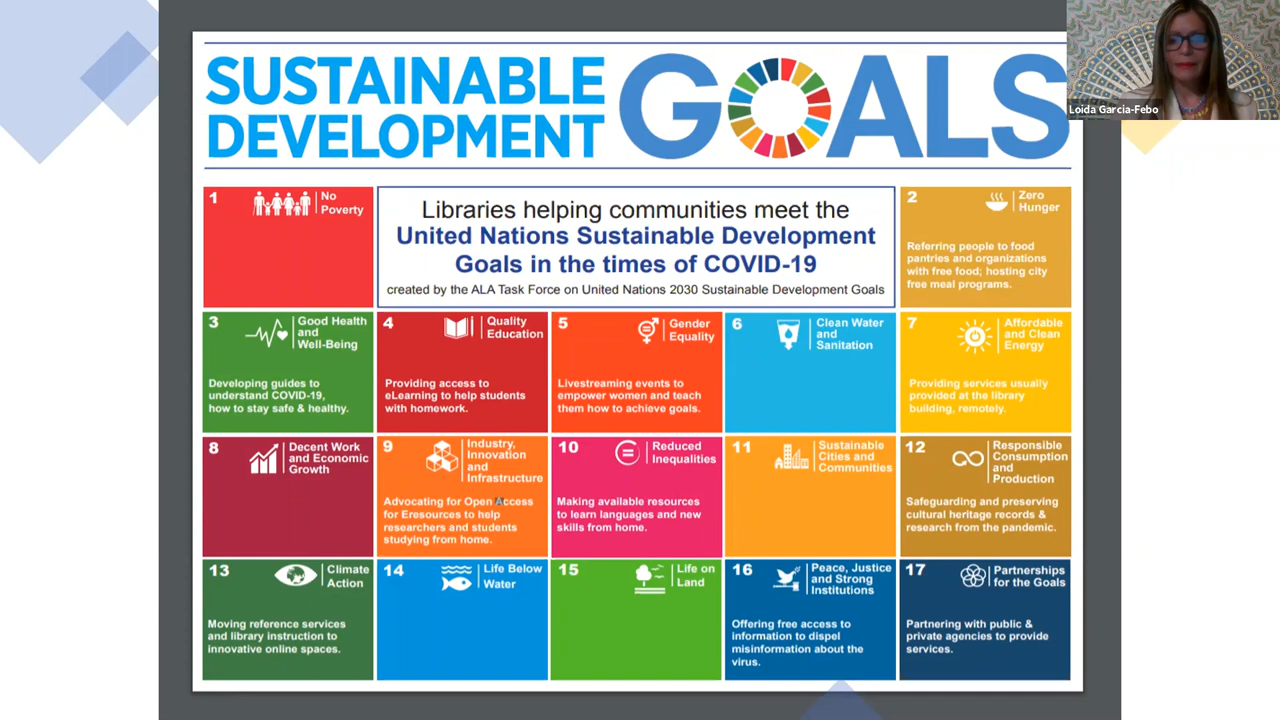 SUSTAINABLE
DEVELOPMENT
GOALS
Loida Garcia-Febo
1
No
Poverty
Libraries helping communities meet the
United Nations Sustainable Development
Goals in the times of COVID-19
created by the ALA Task Force on United Nations 2030 Sustainable Development Goals
2
Zero
Hunger
Referring people to food
pantries and organizations
with free food; hosting city
free meal programs.
3
Good Health
and
Well-Being
Developing guides to
understand COVID-19,
how to stay safe & healthy.
4
Quality
Education
Providing access to
eLearning to help students
with homework.
5
Gender
Equality
Livestreaming events to
empower women and teach
them how to achieve goals.
6
Clean Water
and
Sanitation
7
Affordable
and Clean
Energy
Providing services usually
provided at the library
building, remotely.
8
Decent Work
and Economic
Growth
9
Industry,
Innovation
and
Infrastructure
Advocating for Open Access
for Eresources to help
researchers and students
studying from home.
10
Reduced
Inequalities
Making available resources
to learn languages and new
skills from home.
11
Sustainable
Cities and
Communities
12
Responsible
Consumption
and
Production
Safeguarding and preserving
cultural heritage records &
research from the pandemic.
13
Climate
Action
Moving reference services
and library instruction to
innovative online spaces.
14
Life Below
Water
15
Life on
Land
16
Peace, Justice
and Strong
Institutions
Offering free access to
information to dispel
misinformation about the
virus.
17
Partnerships
for the Goals
Partnering with public &
private agencies to provide
services.